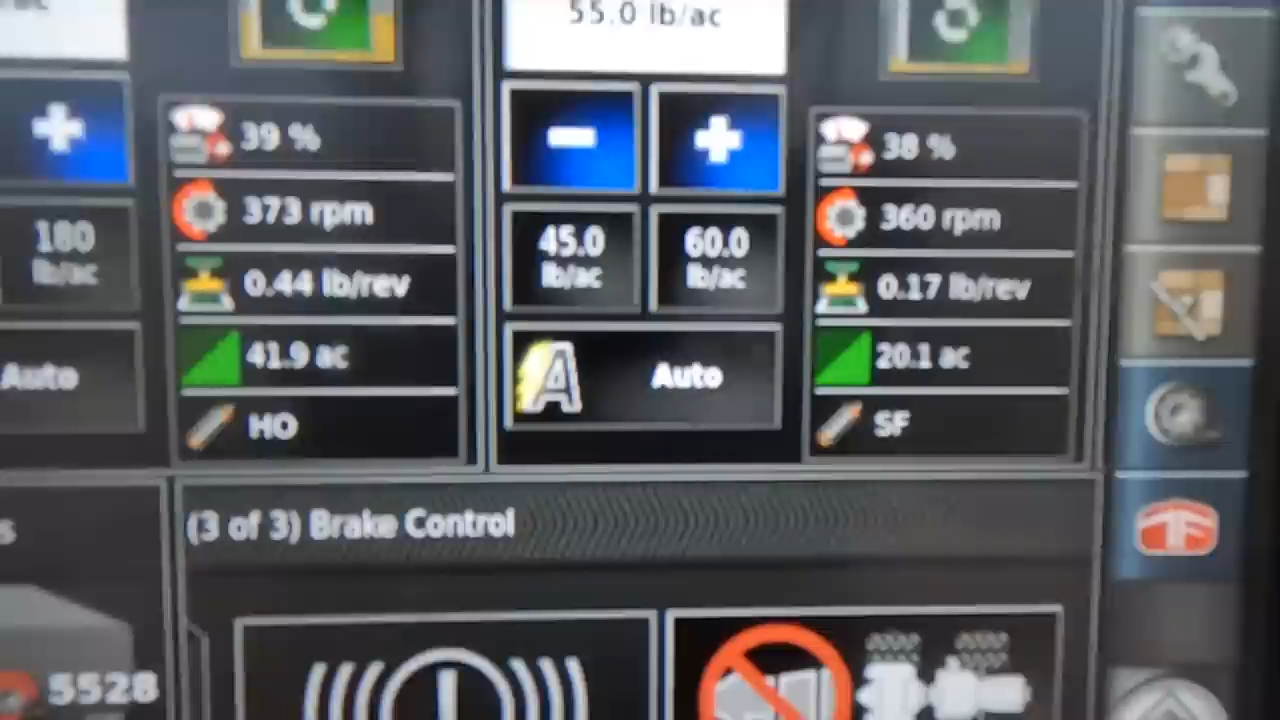 55.0 lb/ac
39 %
38 %
373 rpm
360 rpm
180
lb/ac
45.0
lb/ac
60.0
lb/ac
0.44 lb/rev
0.17 lb/rev
Auto
41.9 ac
A
Auto
20.1 ac
HO
SF
(3 of 3) Brake Control
5528